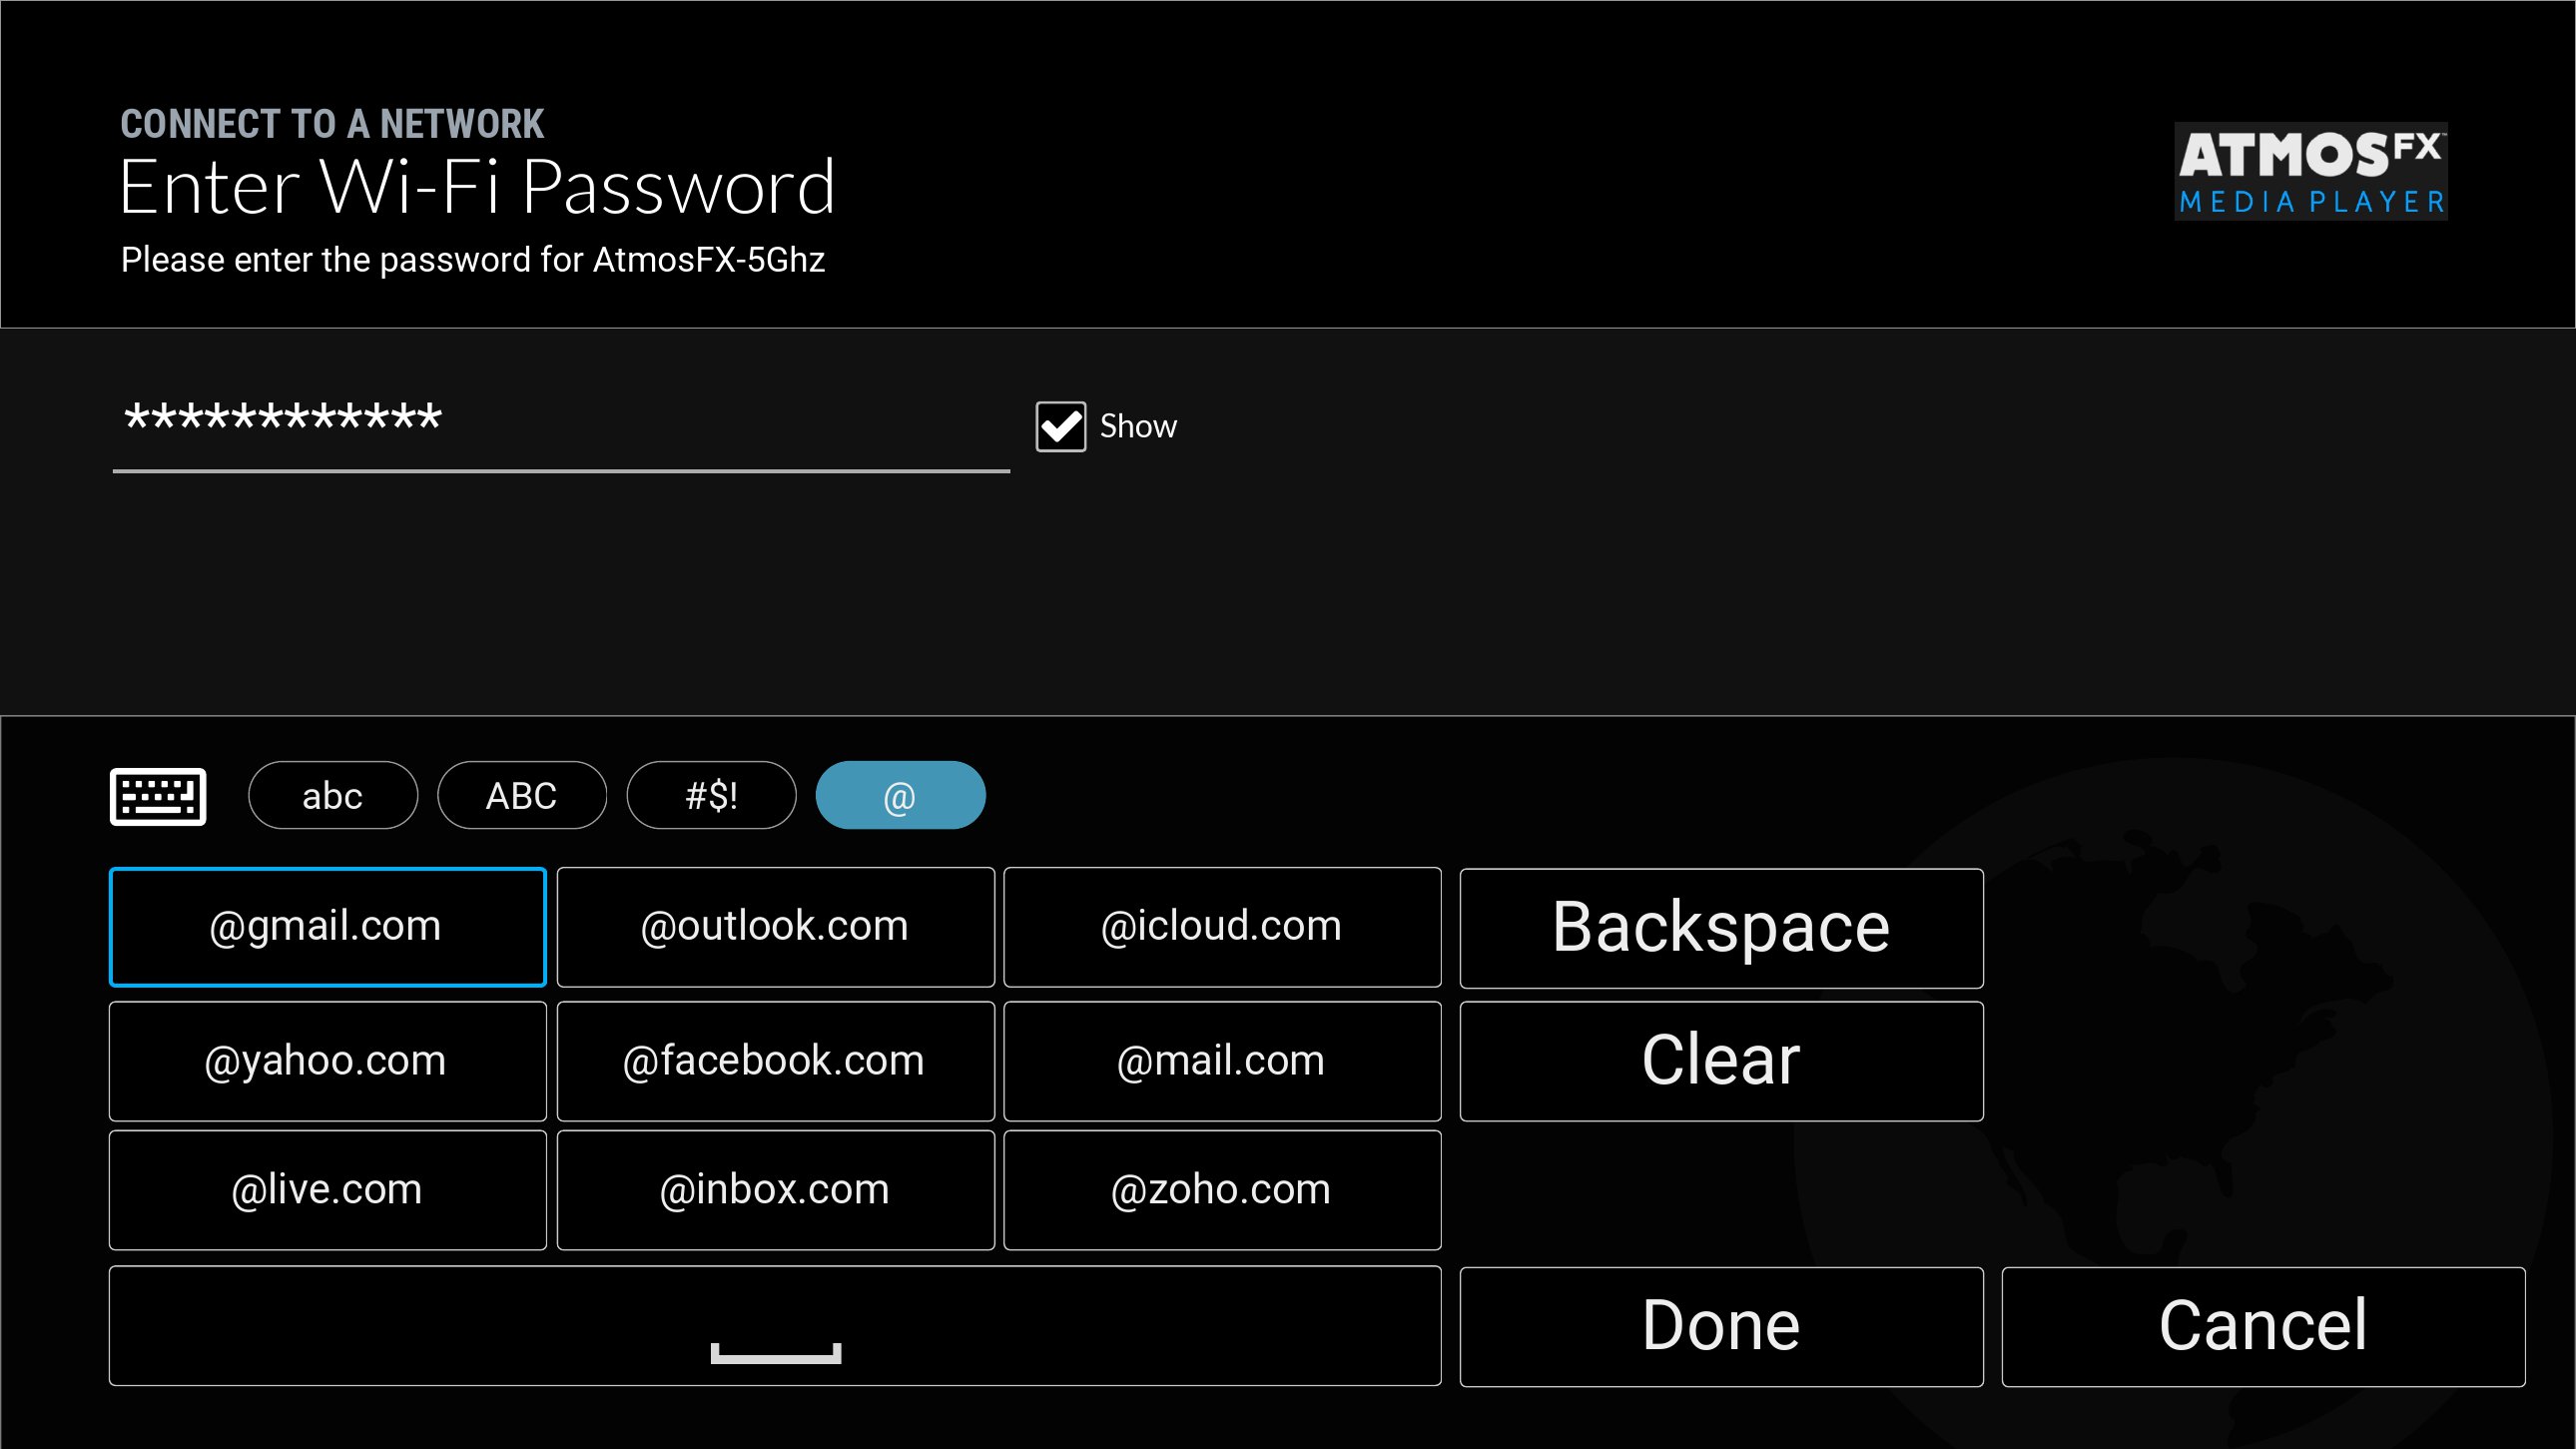 CONNECT TO A NETWORK
Enter Wi-Fi Password
Please enter the password for AtmosFX-5Ghz
ATMOSFX™
MEDIA PLAYER
************
Show
abc
ABC
#$!
@
@gmail.com
@outlook.com
@icloud.com
Backspace
@yahoo.com
@facebook.com
@mail.com
Clear
@live.com
@inbox.com
@zoho.com
Done
Cancel